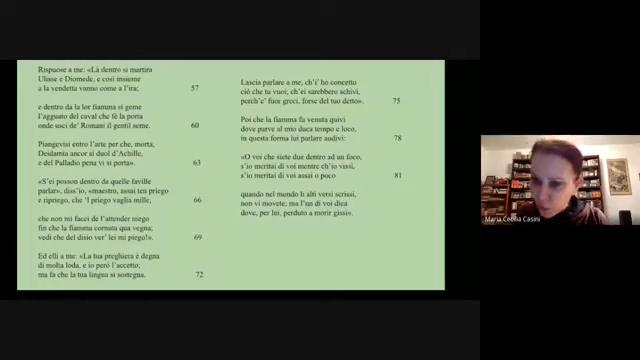 Rispuose a me: «Là dentro si martira
Ulisse e Diomede, e così insieme
a la vendetta vanno come a l'ira;
57
e dentro da la lor fiamma si geme
l'agguato del caval che fé la porta
onde uscì de' Romani il gentil seme.
60
Piangevisi entro l'arte per che, morta,
Deïdamìa ancor si duol d'Achille,
e del Palladio pena vi si porta».
63
«S'ei posson dentro da quelle faville
parlar», diss'io, «maestro, assai ten priego
e ripriego, che 'l priego vaglia mille,
66
che non mi facci de l'attender niego
fin che la fiamma cornuta qua vegna;
vedi che del disio ver' lei mi piego!».
69
Ed elli a me: «La tua preghiera è degna
di molta loda, e io però l'accetto;
ma fa che la tua lingua si sostegna.
72
Lascia parlare a me, ch'i' ho concetto
ciò che tu vuoi; ch'ei sarebbero schivi,
perch'e' fuor greci, forse del tuo detto».
75
Poi che la fiamma fu venuta quivi
dove parve al mio duca tempo e loco,
in questa forma lui parlare audivi:
78
«O voi che siete due dentro ad un foco,
s'io meritai di voi mentre ch'io vissi,
s'io meritai di voi assai o poco
81
quando nel mondo li alti versi scrissi,
non vi movete; ma l'un di voi dica
dove, per lui, perduto a morir gissi».
Maria Cecilia Casini